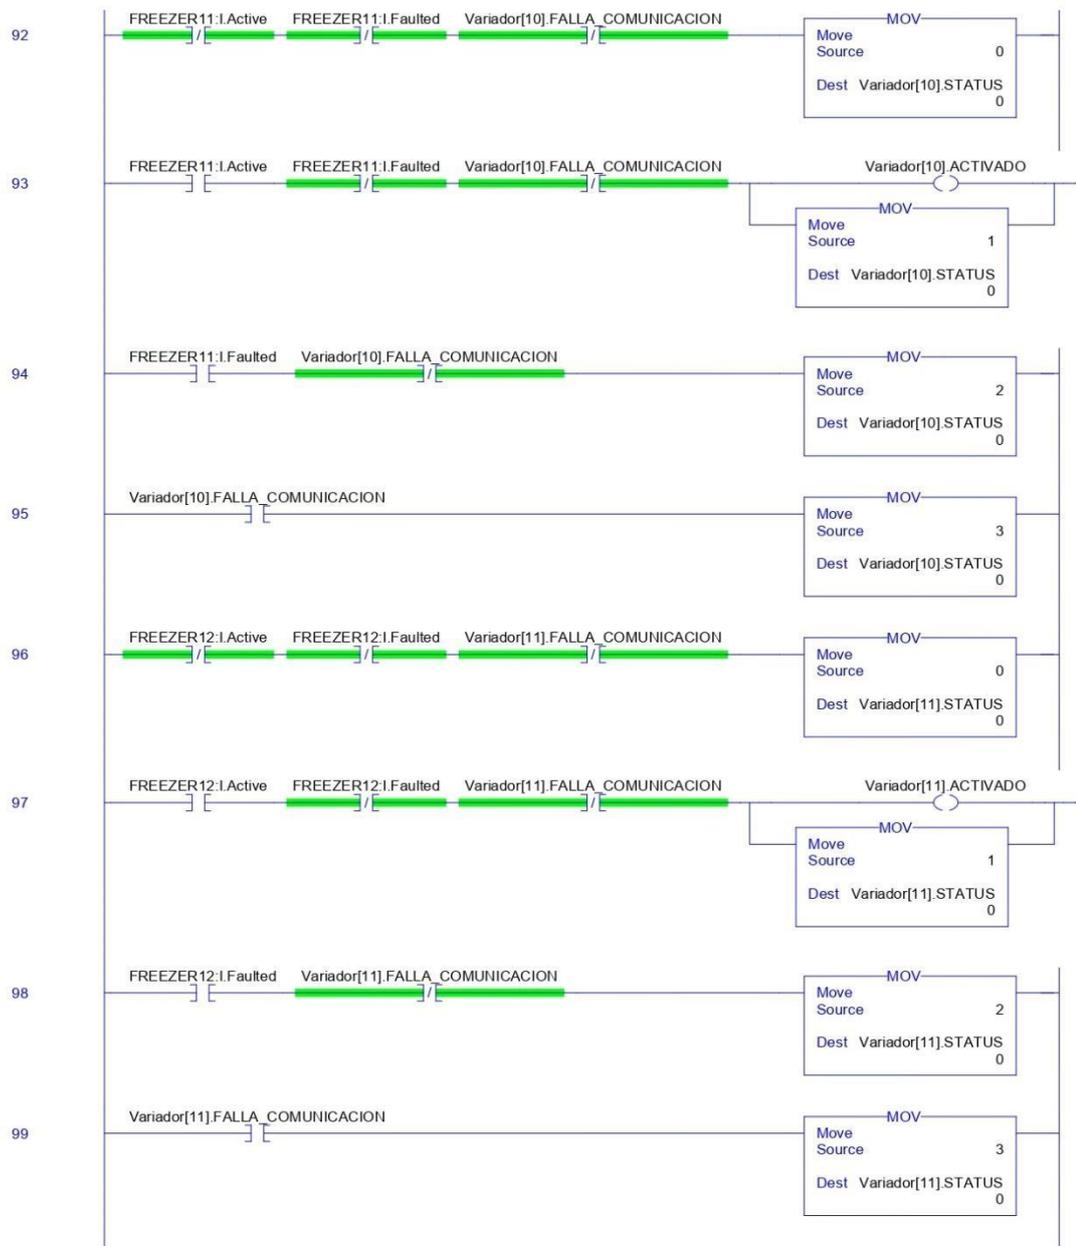 FREEZER11:I.Active FREEZER11:I.Faulted Variador[10].FALLA_COMUNICACION MOV
92
Move
Source 0
Dest Variador[10].STATUS
0
FREEZER11:I.Active FREEZER11:I.Faulted Variador[10].FALLA_COMUNICACION Variador[10].ACTIVADO
93
MOV
Move
Source 1
Dest Variador[10].STATUS
0
FREEZER11:I.Faulted Variador[10].FALLA_COMUNICACION MOV
94
Move
Source 2
Dest Variador[10].STATUS
0
Variador[10].FALLA_COMUNICACION MOV
95
Move
Source 3
Dest Variador[10].STATUS
0
FREEZER12:I.Active FREEZER12:I.Faulted Variador[11].FALLA_COMUNICACION MOV
96
Move
Source 0
Dest Variador[11].STATUS
0
FREEZER12:I.Active FREEZER12:I.Faulted Variador[11].FALLA_COMUNICACION Variador[11].ACTIVADO
97
MOV
Move
Source 1
Dest Variador[11].STATUS
0
FREEZER12:I.Faulted Variador[11].FALLA_COMUNICACION MOV
98
Move
Source 2
Dest Variador[11].STATUS
0
Variador[11].FALLA_COMUNICACION MOV
99
Move
Source 3
Dest Variador[11].STATUS
0